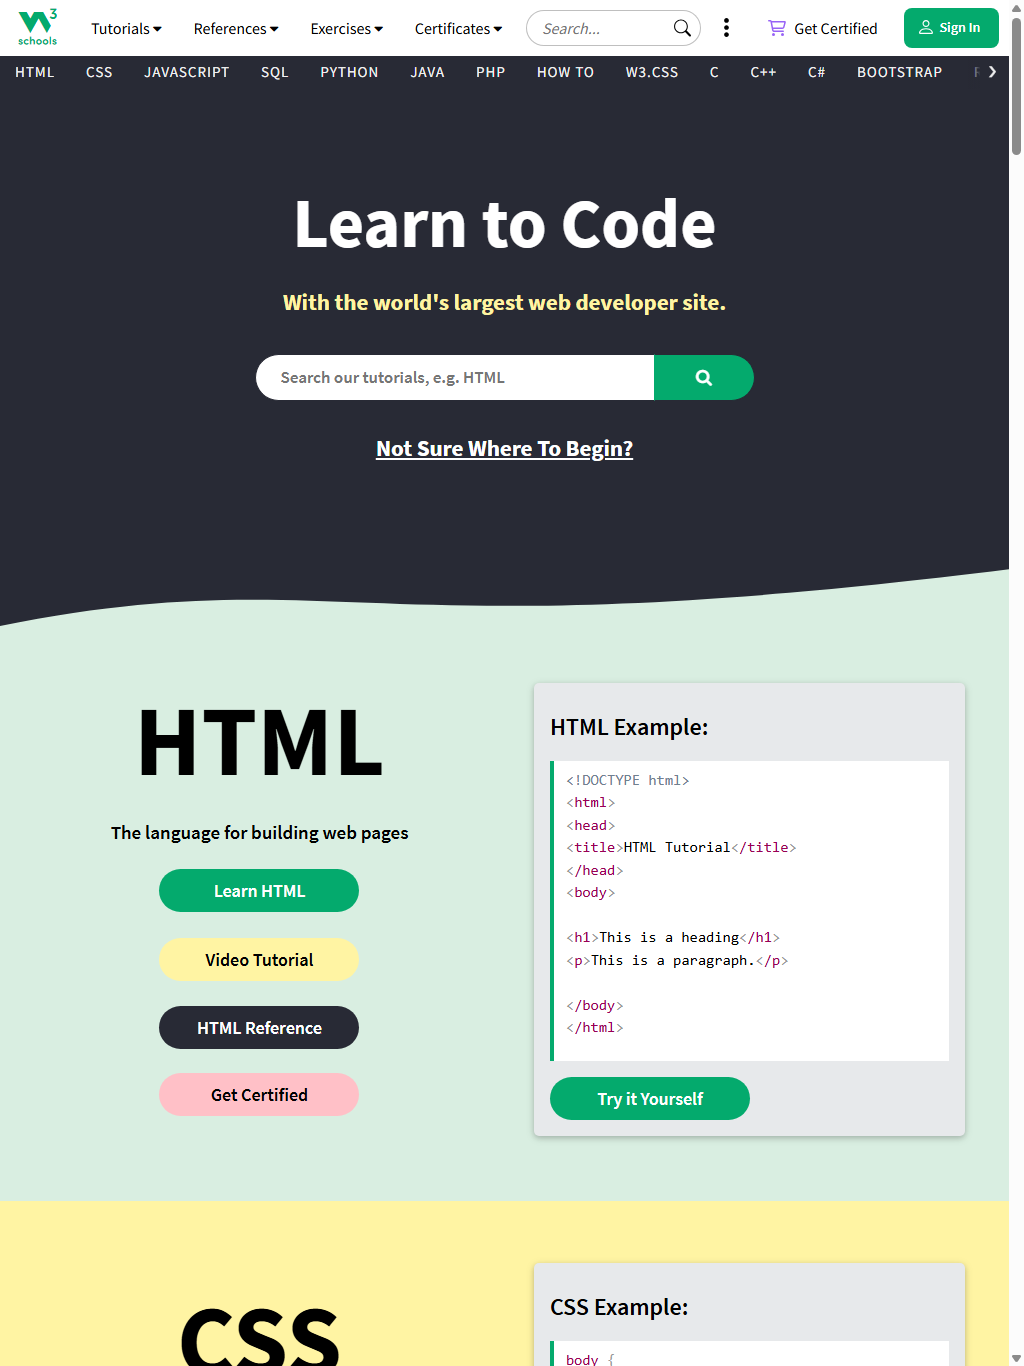 3
schools
Tutorials
References
Exercises
Certificates
Search...
Get Certified
Sign In
HTML
CSS
JAVASCRIPT
SQL
PYTHON
JAVA
PHP
HOW TO
W3.CSS
C
C++
C#
BOOTSTRAP
Learn to Code
With the world's largest web developer site.
Search our tutorials, e.g. HTML
Not Sure Where To Begin?
HTML
The language for building web pages
Learn HTML
Video Tutorial
HTML Reference
Get Certified
HTML Example:
<!DOCTYPE html>
<html>
<head>
<title>HTML Tutorial</title>
</head>
<body>
<h1>This is a heading</h1>
<p>This is a paragraph.</p>
</body>
</html>
Try it Yourself
CSS
CSS Example:
body {